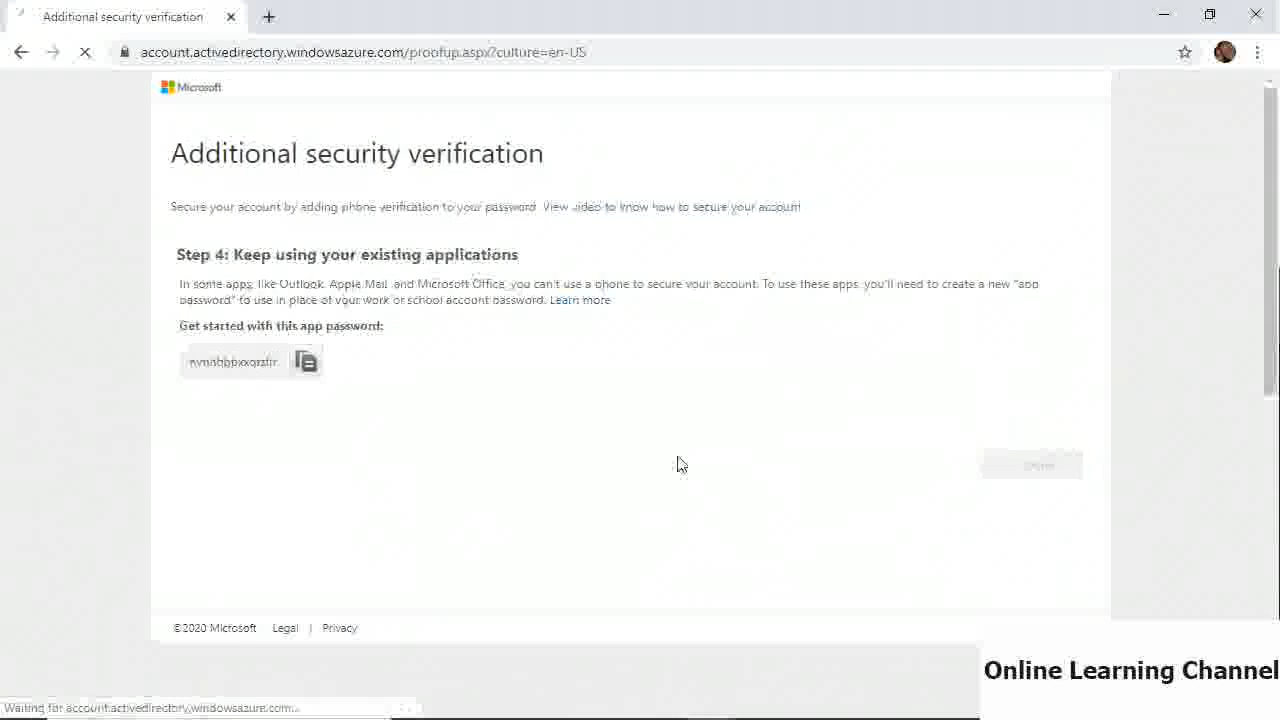 Additional security verification
account.activedirectory.windowsazure.com/proofup.aspx?culture=en-US
Microsoft
Additional security verification
Secure your account by adding phone verification to your password. View video to know how to secure your account
Step 4: Keep using your existing applications
In some apps, like Outlook, Apple Mail, and Microsoft Office, you can't use a phone to secure your account. To use these apps, you'll need to create a new "app
password" to use in place of your work or school account password. Learn more
Get started with this app password:
©2020 Microsoft Legal | Privacy
Online Learning Channel
Waiting for account.activedirectory.windowsazure.com...